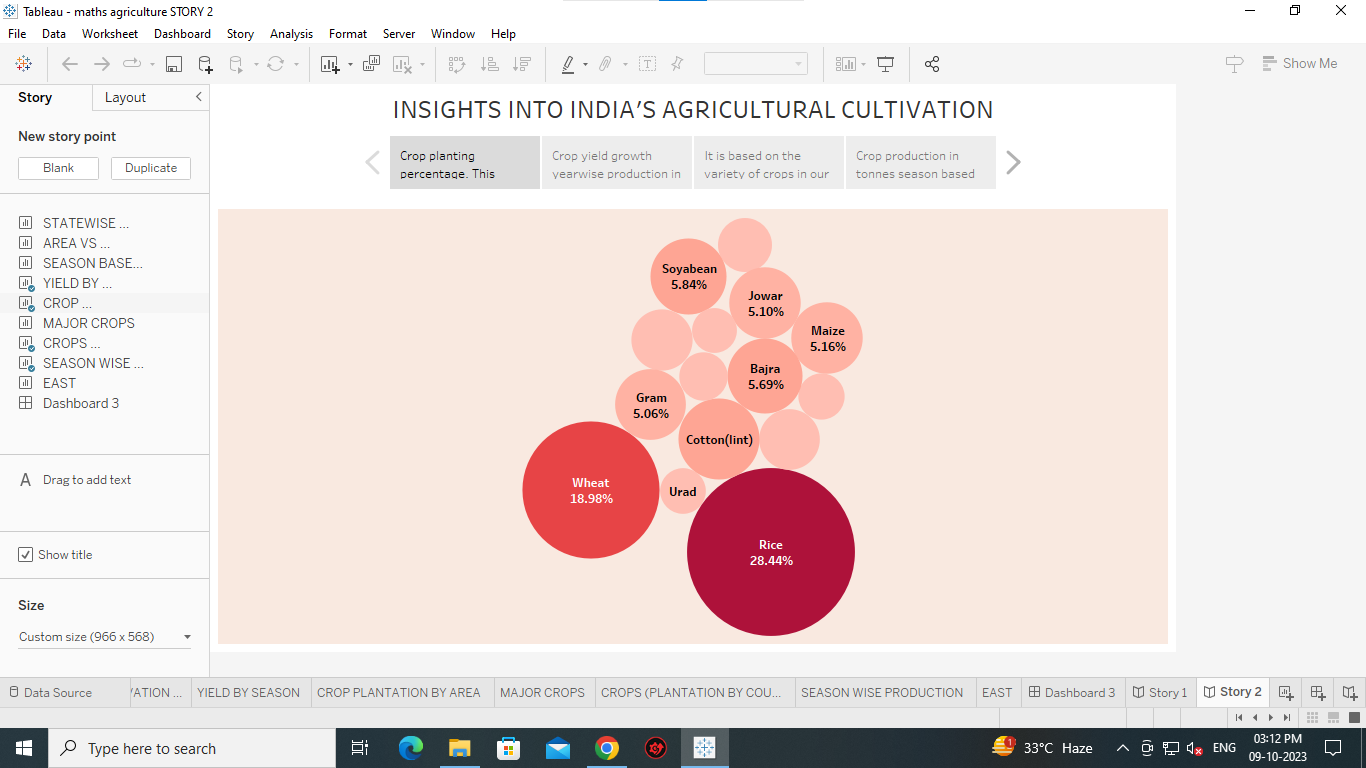 Tableau - maths agriculture STORY 2
File Data Worksheet Dashboard Story Analysis Format Server Window Help
Show Me
Story Layout
New story point
Blank Duplicate
STATEWISE ...
AREA VS ...
SEASON BASE...
YIELD BY ...
CROP ...
MAJOR CROPS
CROPS ...
SEASON WISE ...
EAST
Dashboard 3
A Drag to add text
Show title
Size
Custom size (966 x 568)
INSIGHTS INTO INDIA’S AGRICULTURAL CULTIVATION
Crop planting
percentage. This
Crop yield growth
yearwise production in
It is based on the
variety of crops in our
Crop production in
tonnes season based
Soyabean
5.84%
Jowar
5.10%
Maize
5.16%
Bajra
5.69%
Gram
5.06%
Cotton(lint)
Wheat
18.98%
Urad
Rice
28.44%
Data Source VATION ... YIELD BY SEASON CROP PLANTATION BY AREA MAJOR CROPS CROPS (PLANTATION BY COU... SEASON WISE PRODUCTION EAST Dashboard 3 Story 1 Story 2
Type here to search
1
33°C Haze
ENG
03:12 PM
09-10-2023